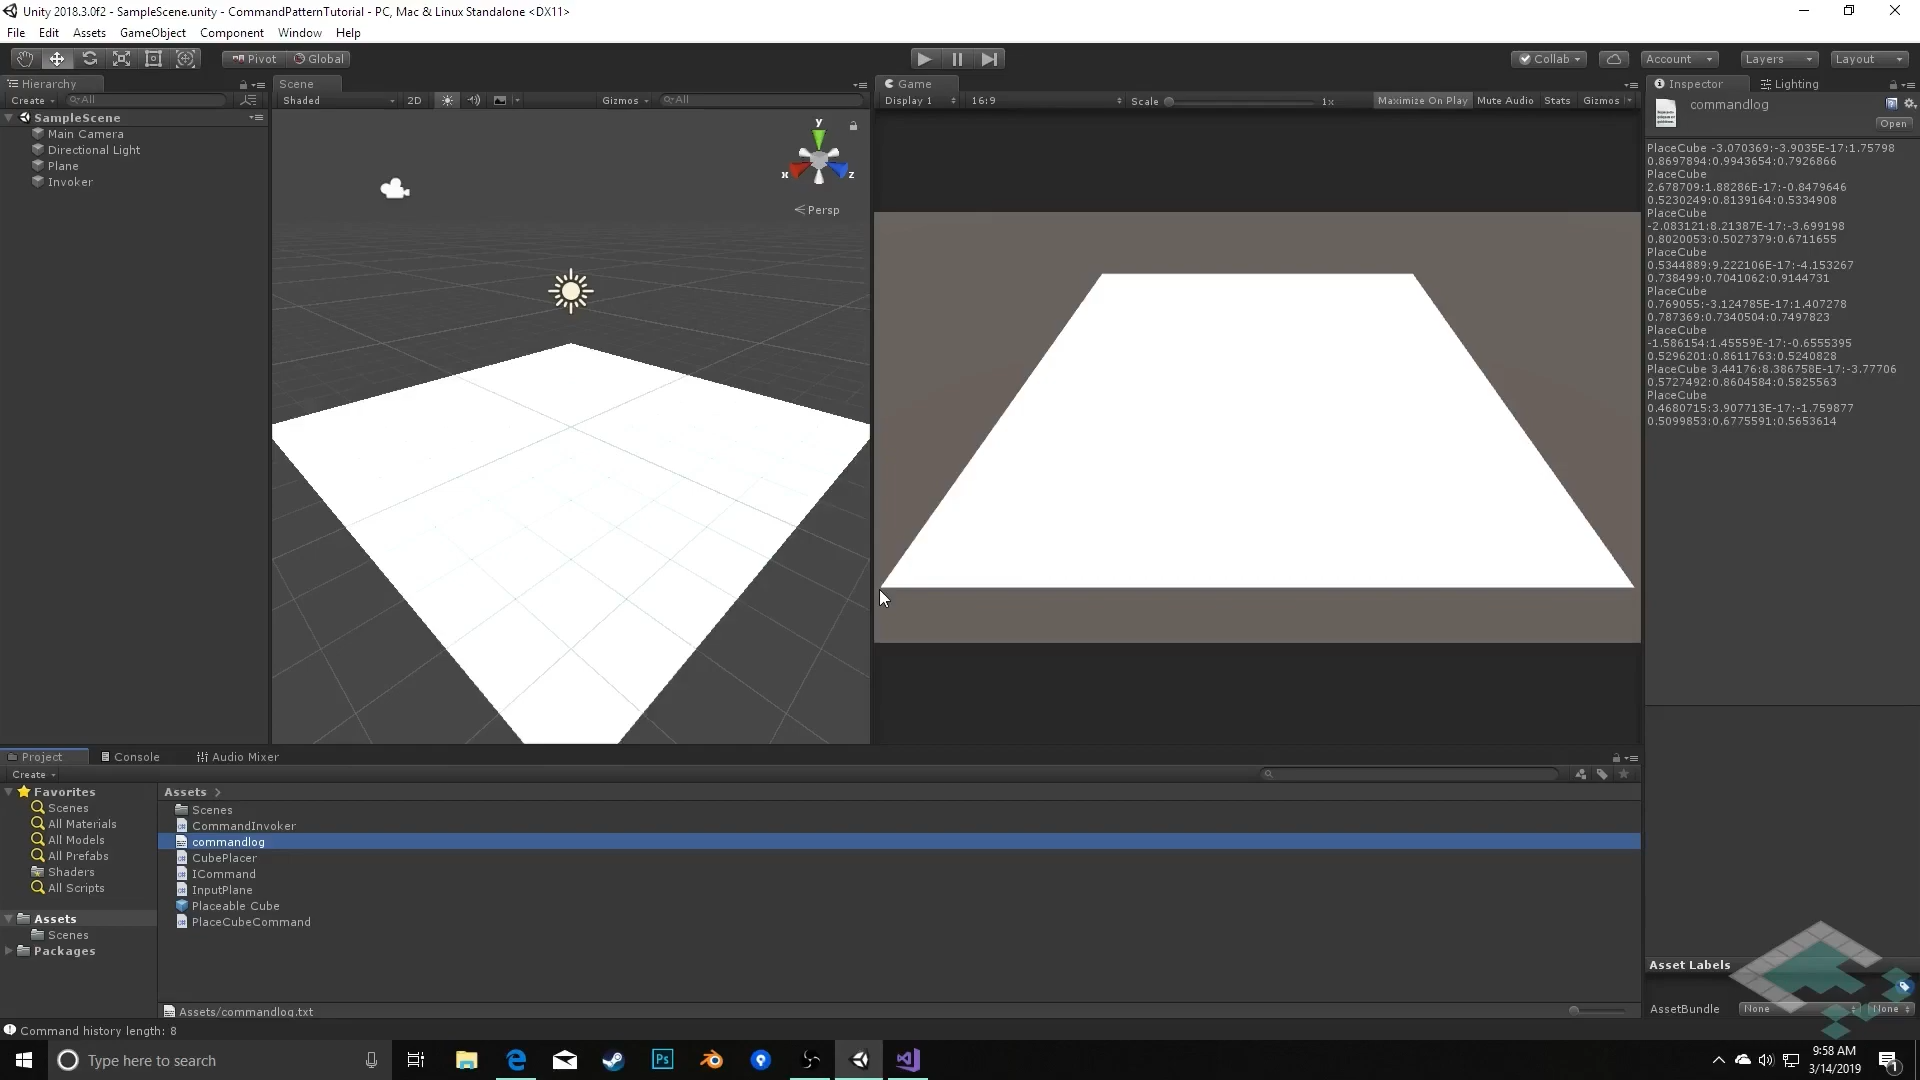 Unity 2018.3.0f2 - SampleScene.unity - CommandPatternTutorial - PC, Mac & Linux Standalone <DX11>
File Edit Assets GameObject Component Window Help
Pivot Global Collab Account Layers Layout
Hierarchy
Create All
SampleScene
Main Camera
Directional Light
Plane
Invoker
Scene
Shaded 2D Gizmos All
y
x z
Persp
Game
Display 1 16:9 Scale 1x Maximize On Play Mute Audio Stats Gizmos
Inspector Lighting
commandlog
Open
PlaceCube -3.070369:-3.9035E-17:1.75798
0.8697894:0.9943654:0.7926866
PlaceCube
2.678709:1.88286E-17:-0.8479646
0.5230249:0.8139164:0.5334908
PlaceCube
-2.083121:8.21387E-17:-3.699198
0.8020053:0.5027379:0.6711655
PlaceCube
0.5344889:9.222106E-17:-4.153267
0.738499:0.7041062:0.9144731
PlaceCube
0.769055:-3.124785E-17:1.407278
0.787369:0.7340504:0.7497823
PlaceCube
-1.586154:1.45559E-17:-0.6555395
0.5296201:0.8611763:0.5240828
PlaceCube 3.44176:8.386758E-17:-3.77706
0.5727492:0.8604584:0.5825563
PlaceCube
0.4680715:3.907713E-17:-1.759877
0.5099853:0.6775591:0.5653614
Project Console Audio Mixer
Create
Favorites
Scenes
All Materials
All Models
All Prefabs
Shaders
All Scripts
Assets
Scenes
Packages
Assets
Scenes
CommandInvoker
commandlog
CubePlacer
ICommand
InputPlane
Placeable Cube
PlaceCubeCommand
Assets/commandlog.txt
Asset Labels
AssetBundle None None
Command history length: 8
Type here to search
Ps
9:58 AM
3/14/2019
1